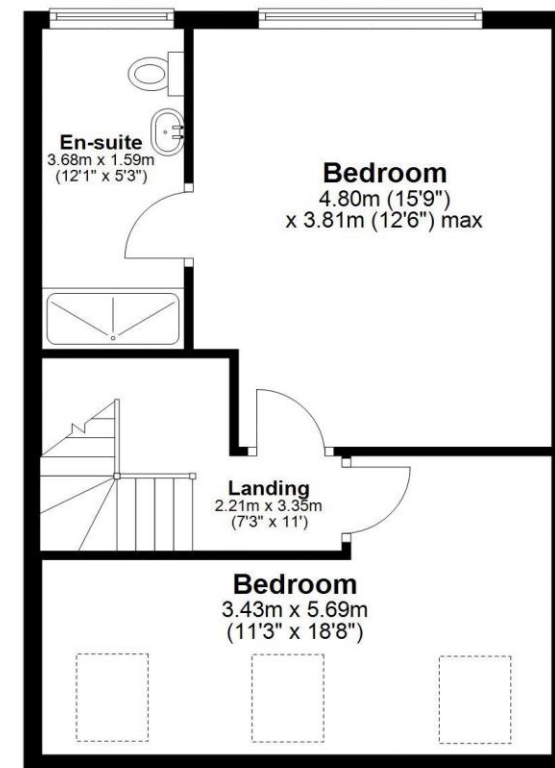 En-suite
3.68m x 1.59m
(12'1" x 5'3")
Bedroom
4.80m (15'9")
x 3.81m (12'6") max
Landing
2.21m x 3.35m
(7'3" x 11')
Bedroom
3.43m x 5.69m
(11'3" x 18'8")